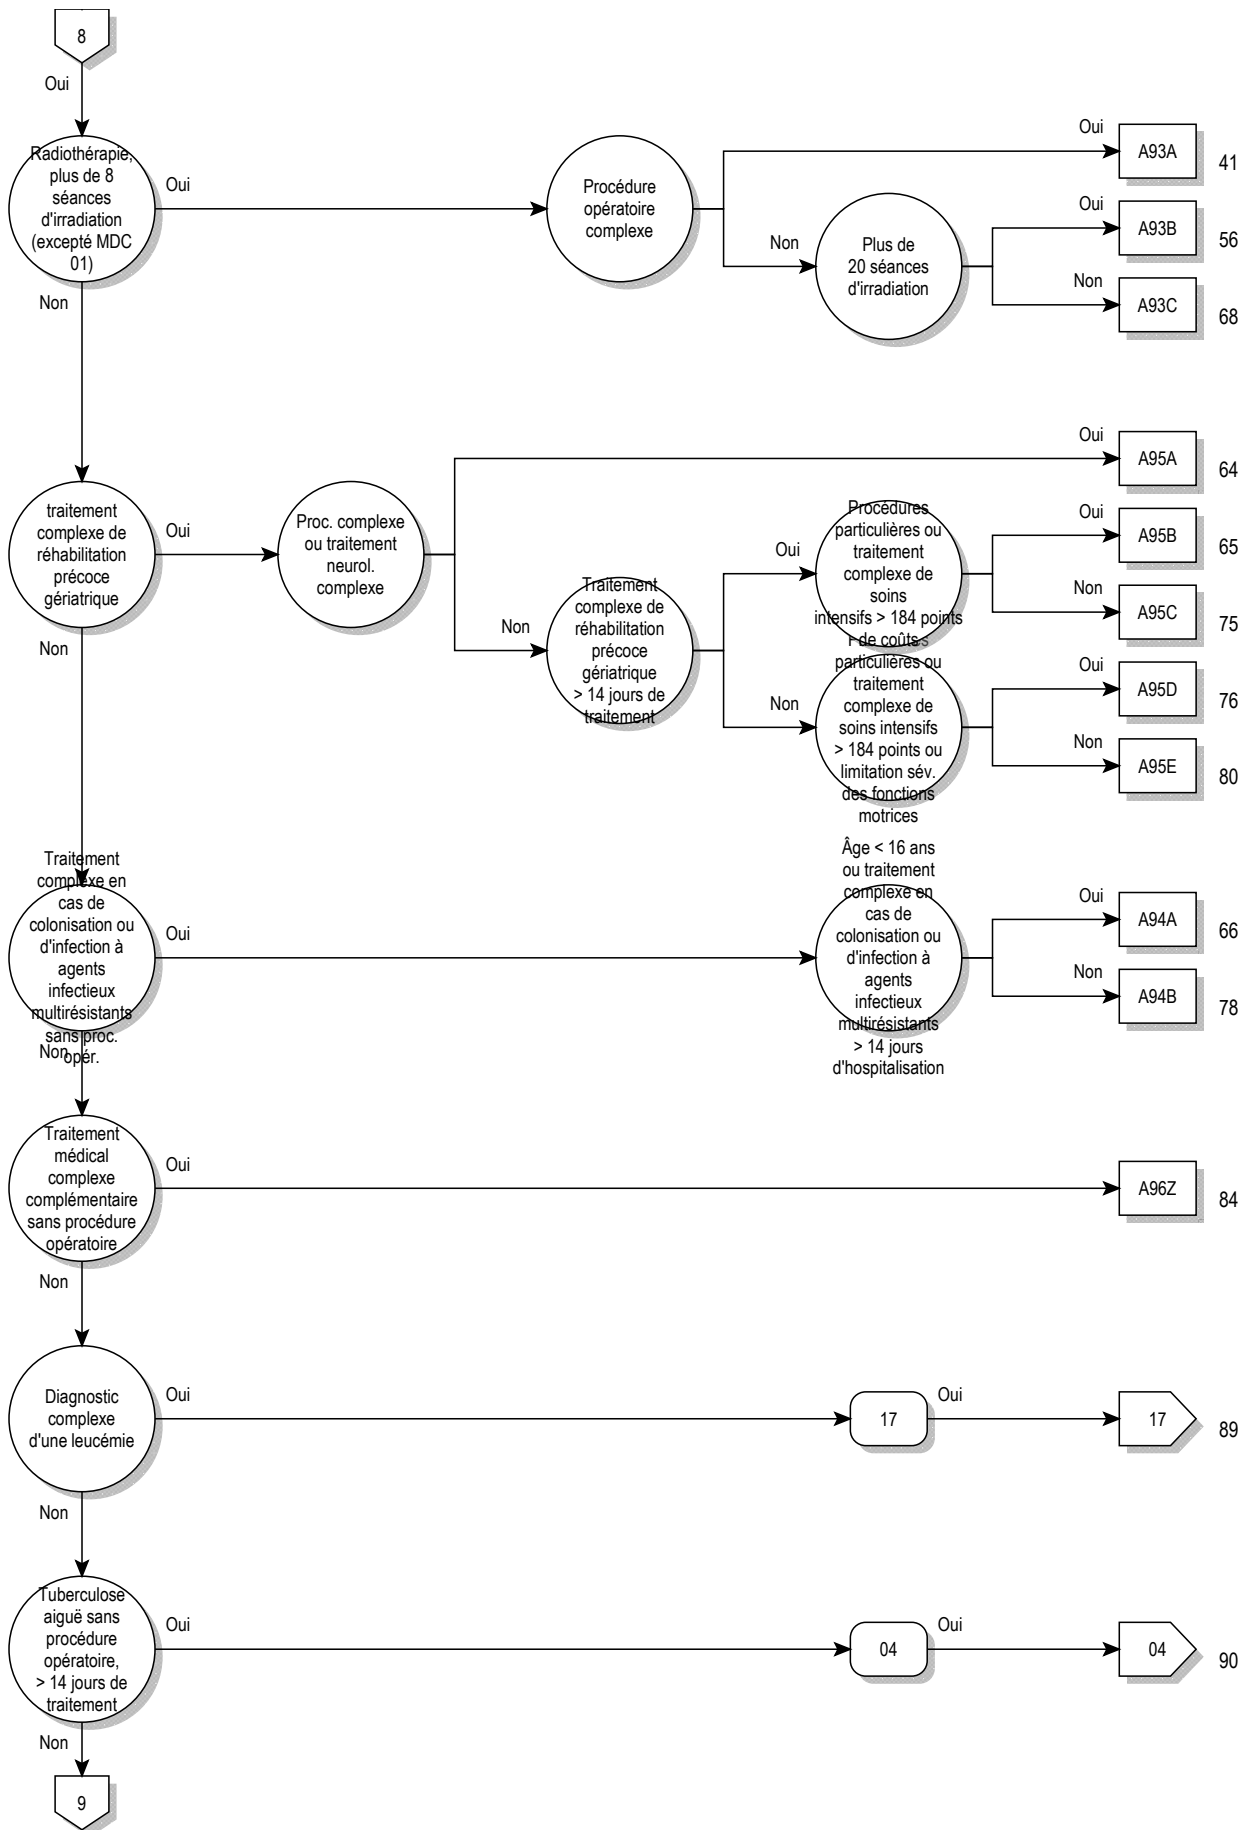 8
Oui
Radiothérapie,
plus de 8
séances
d'irradiation
(excepté MDC
01)
Oui
Non
Procédure
opératoire
complexe
Oui
A93A
41
Non
Plus de
20 séances
d'irradiation
Oui
A93B
56
Non
A93C
68
traitement
complexe de
réhabilitation
précoce
gériatrique
Oui
Non
Proc. complexe
ou traitement
neurol.
complexe
Oui
A95A
64
Non
Traitement
complexe de
réhabilitation
précoce
gériatrique
> 14 jours de
traitement
Oui
Procédures
particulières ou
traitement
complexe de
soins
intensifs > 184 points
de coûts
Oui
A95B
65
Non
A95C
75
Non
particulières ou
traitement
complexe de
soins intensifs
> 184 points ou
limitation sév.
des fonctions
motrices
Oui
A95D
76
Non
A95E
80
Traitement
complexe en
cas de
colonisation ou
d'infection à
agents
infectieux
multirésistants
sans proc.
opér.
Oui
Non
Âge < 16 ans
ou traitement
complexe en
cas de
colonisation ou
d'infection à
agents
infectieux
multirésistants
> 14 jours
d'hospitalisation
Oui
A94A
66
Non
A94B
78
Traitement
médical
complexe
complémentaire
sans procédure
opératoire
Oui
A96Z
84
Non
Diagnostic
complexe
d'une leucémie
Oui
17
Oui
17
89
Non
Tuberculose
aiguë sans
procédure
opératoire,
> 14 jours de
traitement
Oui
04
Oui
04
90
Non
9